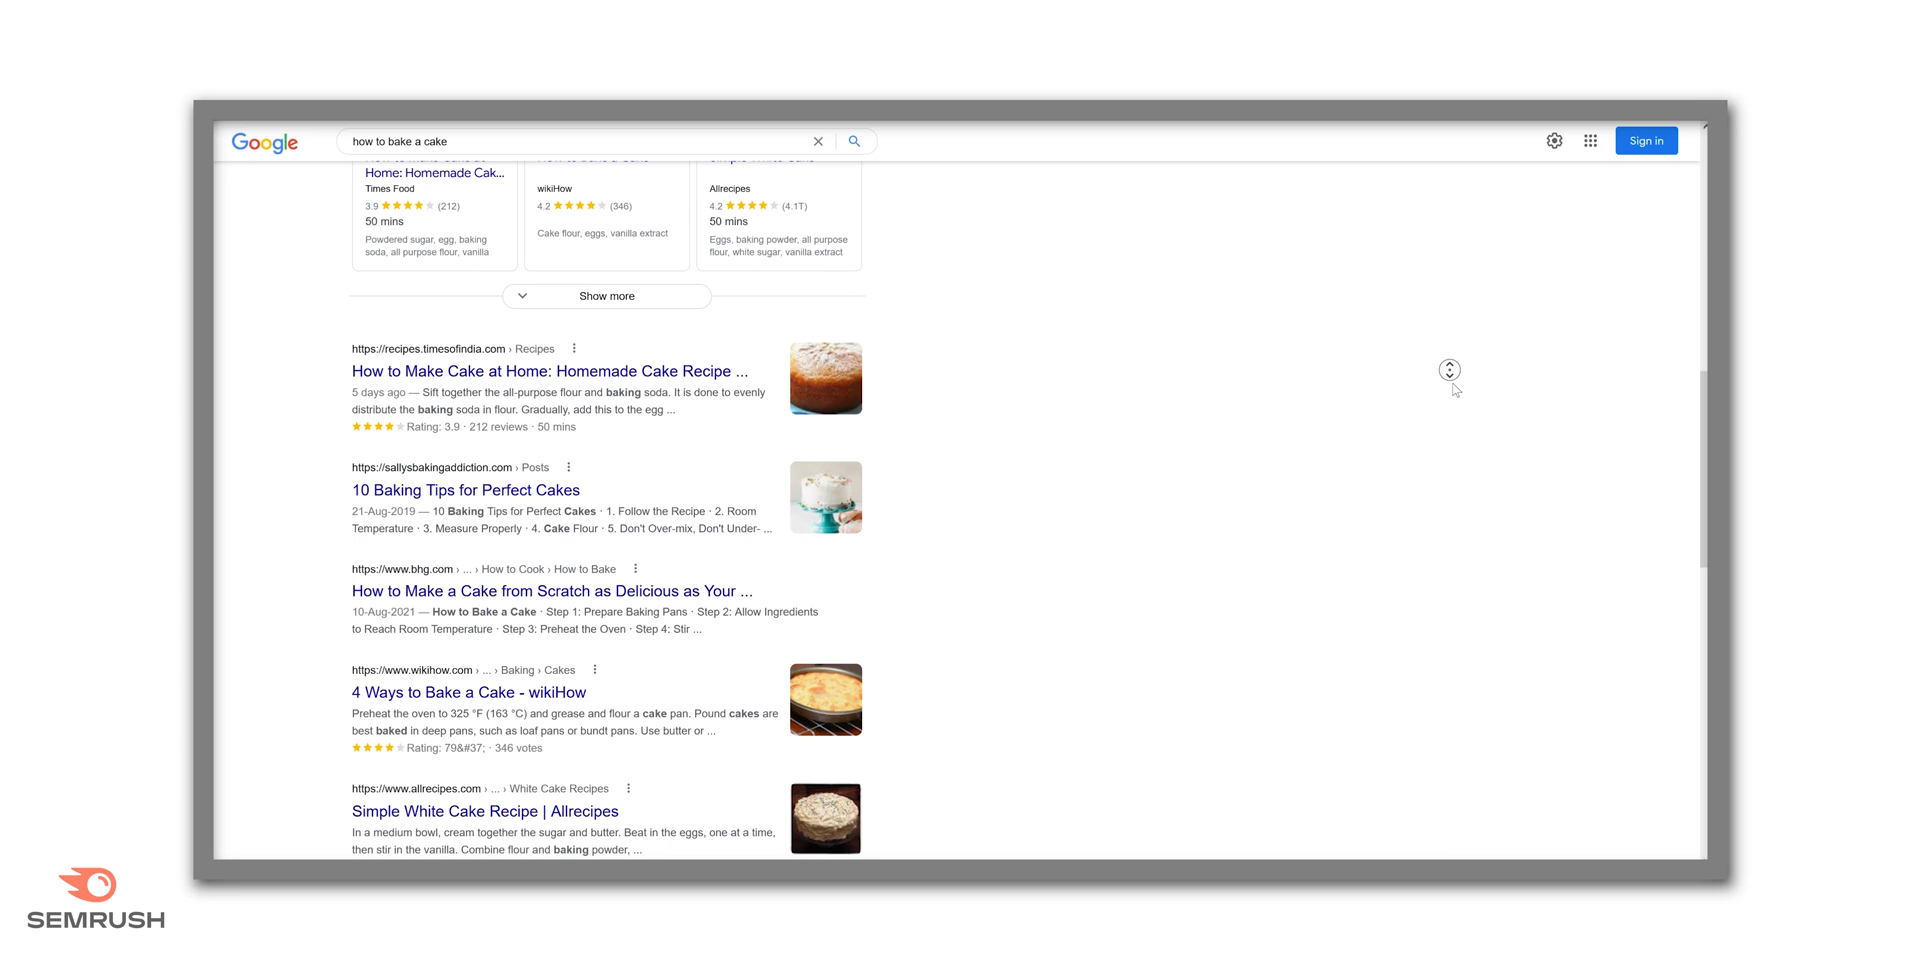 Google
how to bake a cake
Sign in
Home: Homemade Cak...
Times Food
3.9 (212)
50 mins
Powdered sugar, egg, baking
soda, all purpose flour, vanilla
wikiHow
4.2 (346)
Cake flour, eggs, vanilla extract
Allrecipes
4.2 (4.1T)
50 mins
Eggs, baking powder, all purpose
flour, white sugar, vanilla extract
Show more
https://recipes.timesofindia.com › Recipes
How to Make Cake at Home: Homemade Cake Recipe ...
5 days ago — Sift together the all-purpose flour and baking soda. It is done to evenly
distribute the baking soda in flour. Gradually, add this to the egg ...
Rating: 3.9 · 212 reviews · 50 mins
https://sallysbakingaddiction.com › Posts
10 Baking Tips for Perfect Cakes
21-Aug-2019 — 10 Baking Tips for Perfect Cakes · 1. Follow the Recipe · 2. Room
Temperature · 3. Measure Properly · 4. Cake Flour · 5. Don't Over-mix, Don't Under- ...
https://www.bhg.com › ... › How to Cook › How to Bake
How to Make a Cake from Scratch as Delicious as Your ...
10-Aug-2021 — How to Bake a Cake · Step 1: Prepare Baking Pans · Step 2: Allow Ingredients
to Reach Room Temperature · Step 3: Preheat the Oven · Step 4: Stir ...
https://www.wikihow.com › ... › Baking › Cakes
4 Ways to Bake a Cake - wikiHow
Preheat the oven to 325 °F (163 °C) and grease and flour a cake pan. Pound cakes are
best baked in deep pans, such as loaf pans or bundt pans. Use butter or ...
Rating: 79&#37; · 346 votes
https://www.allrecipes.com › ... › White Cake Recipes
Simple White Cake Recipe | Allrecipes
In a medium bowl, cream together the sugar and butter. Beat in the eggs, one at a time,
then stir in the vanilla. Combine flour and baking powder, ...
SEMRUSH